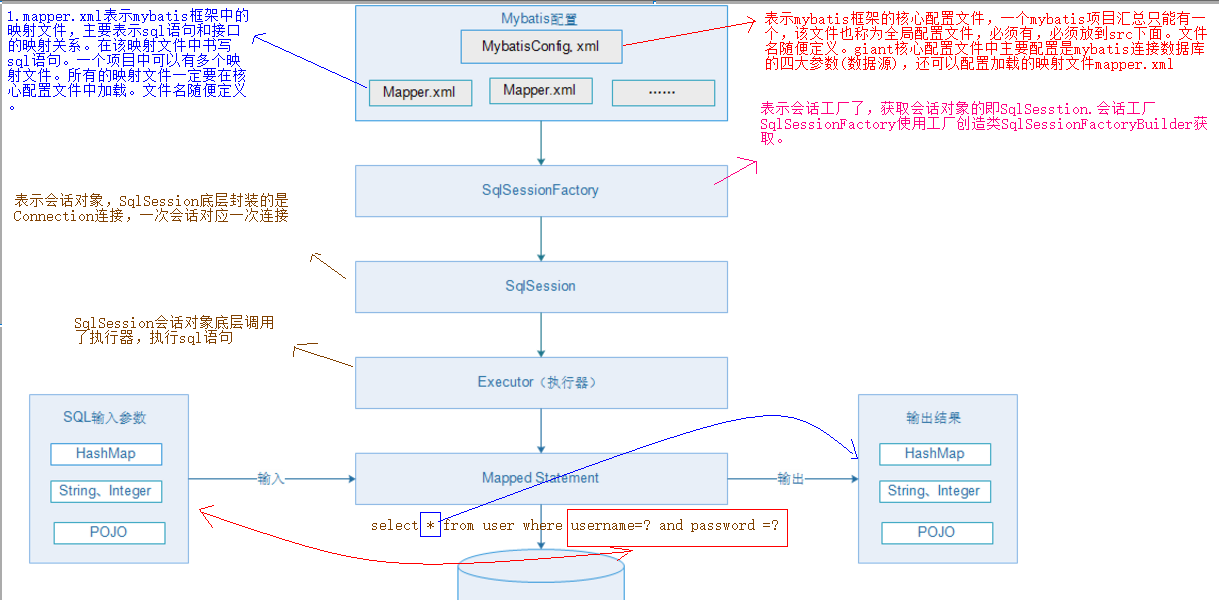 1.mapper.xml表示mybatis框架中的
映射文件，主要表示sql语句和接口
的映射关系。在该映射文件中书写
sql语句。一个项目中可以有多个映
射文件。所有的映射文件一定要在核
心配置文件中加载。文件名随便定义
。
Mybatis配置
MybatisConfig, xml
Mapper.xml
Mapper.xml
······
表示mybatis框架的核心配置文件，一个mybatis项目汇总只能有一
个，该文件也称为全局配置文件，必须有，必须放到src下面。文件
名随便定义。giant核心配置文件中主要配置是mybatis连接数据库
的四大参数(数据源)，还可以配置加载的映射文件mapper.xml
表示会话工厂了，获取会话对象的即SqlSesstion.会话工厂
SqlSessionFactory使用工厂创造类SqlSessionFactoryBuilder获
取。
SqlSessionFactory
表示会话对象，SqlSession底层封装的是
Connection连接，一次会话对应一次连接
SqlSession
SqlSession会话对象底层调用
了执行器，执行sql语句
Executor（执行器）
SQL输入参数
HashMap
String、Integer
POJO
输入
Mapped Statement
输出
输出结果
HashMap
String、Integer
POJO
select * from user where username=? and password =?